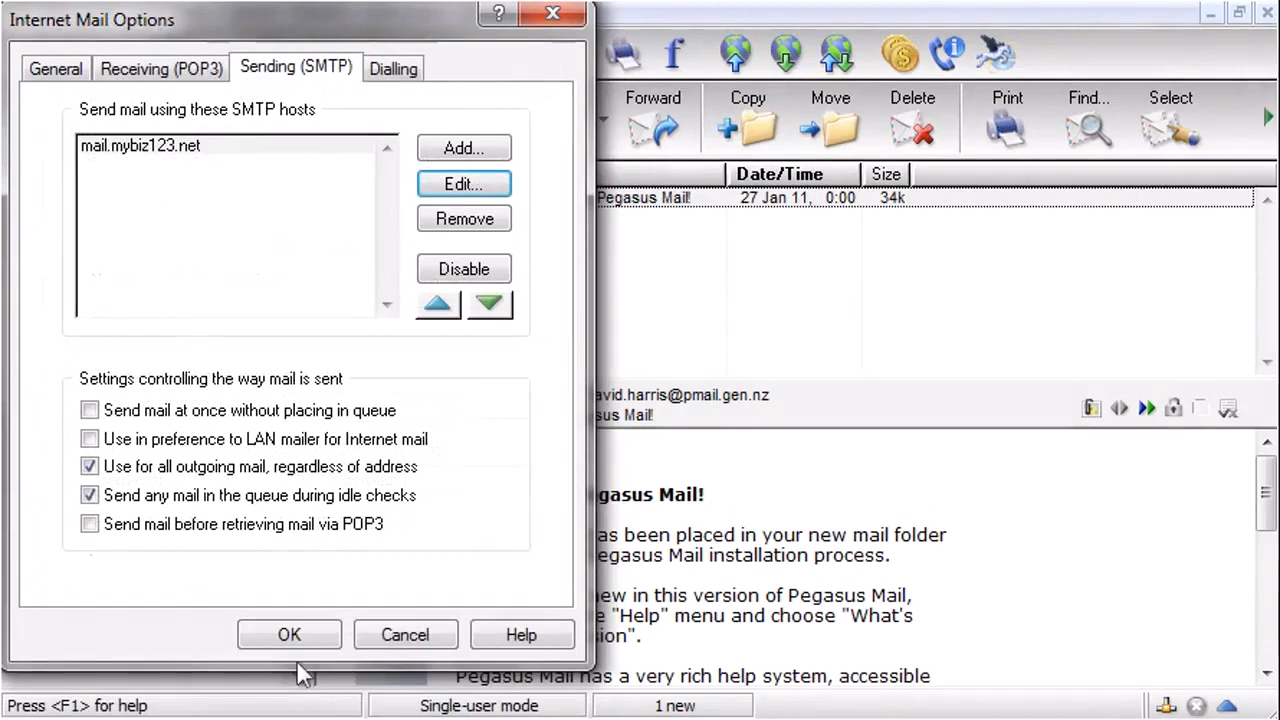 Internet Mail Options
?
General
Receiving (POP3)
Sending (SMTP)
Dialling
Send mail using these SMTP hosts
mail.mybiz123.net
Add...
Edit...
Remove
Disable
Settings controlling the way mail is sent
Send mail at once without placing in queue
Use in preference to LAN mailer for Internet mail
Use for all outgoing mail, regardless of address
Send any mail in the queue during idle checks
Send mail before retrieving mail via POP3
OK
Cancel
Help
f
Forward
Copy
Move
Delete
Print
Find...
Select
Date/Time
Size
Pegasus Mail!
27 Jan 11, 0:00
34k
avid.harris@pmail.gen.nz
sus Mail!
gasus Mail!
as been placed in your new mail folder
egasus Mail installation process.
new in this version of Pegasus Mail,
e "Help" menu and choose "What's
sion".
Pegasus Mail has a very rich help system, accessible
Press <F1> for help
Single-user mode
1 new